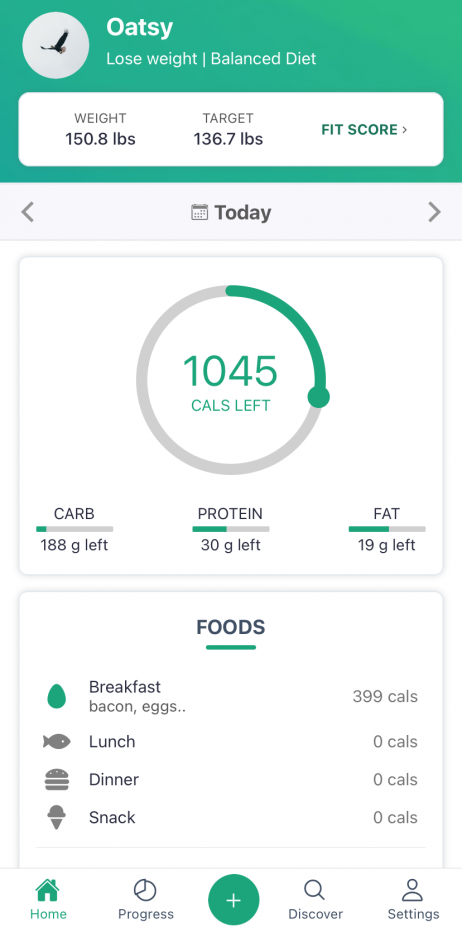 Oatsy
Lose weight | Balanced Diet
WEIGHT TARGET FIT SCORE >
150.8 lbs 136.7 lbs
Today
1045
CALS LEFT
CARB PROTEIN FAT
188 g left 30 g left 19 g left
FOODS
Breakfast 399 cals
bacon, eggs..
Lunch 0 cals
Dinner 0 cals
Snack 0 cals
+
Home Progress Discover Settings